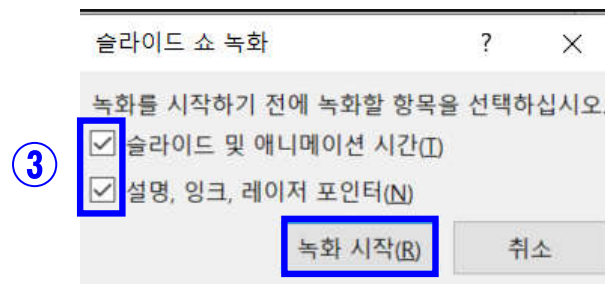 슬라이드 쇼 녹화 ? ×
녹화를 시작하기 전에 녹화할 항목을 선택하십시오.
③ 슬라이드 및 애니메이션 시간(T)
설명, 잉크, 레이저 포인터(N)
녹화 시작(R) 취소